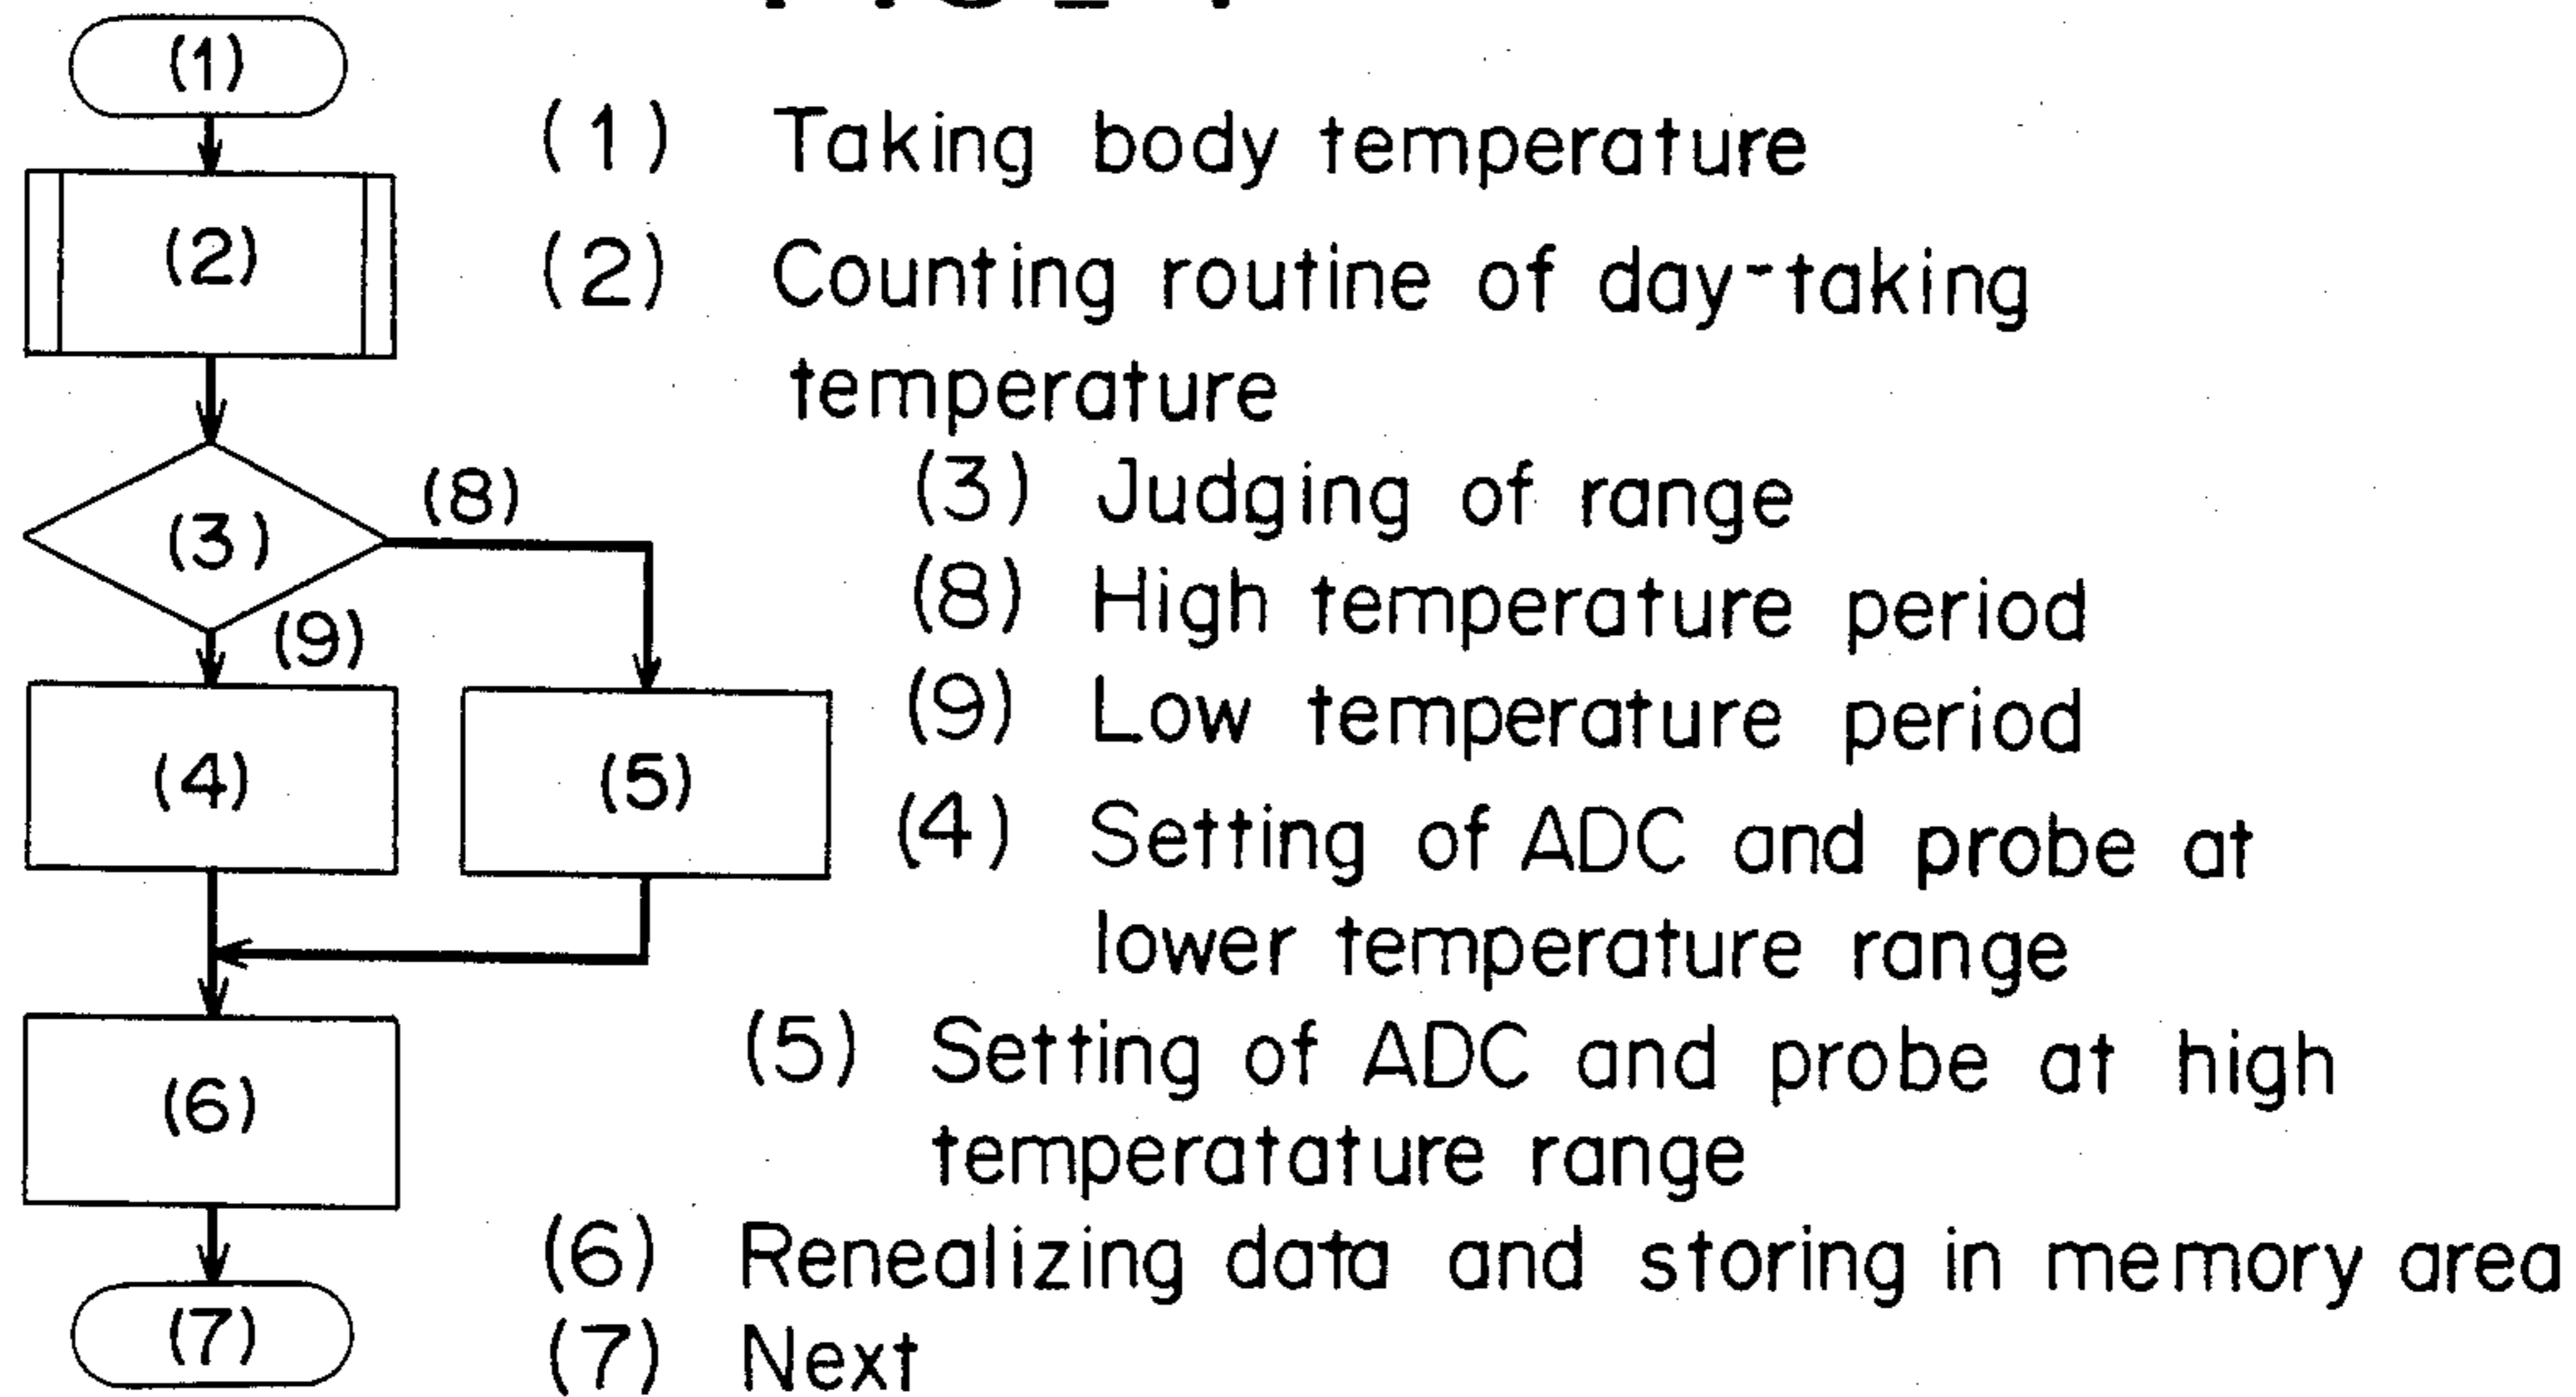 (1)
(1) Taking body temperature
(2)
(2) Counting routine of day-taking
temperature
(8)
(3)
(3) Judging of range
(8) High temperature period
(9)
(9) Low temperature period
(4)
(5)
(4) Setting of ADC and probe at
lower temperature range
(5) Setting of ADC and probe at high
temperatature range
(6)
(6) Renealizing data and storing in memory area
(7)
(7) Next